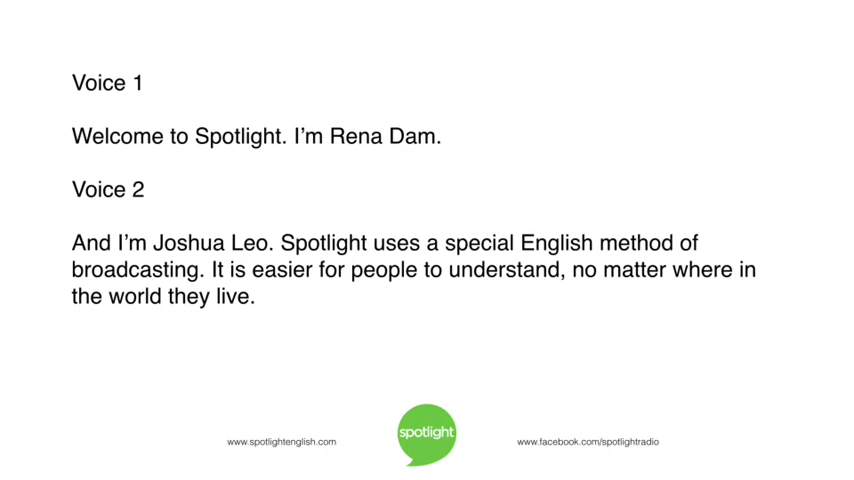 Voice 1
Welcome to Spotlight. I’m Rena Dam.
Voice 2
And I’m Joshua Leo. Spotlight uses a special English method of
broadcasting. It is easier for people to understand, no matter where in
the world they live.
www.spotlightenglish.com
spotlight
www.facebook.com/spotlightradio